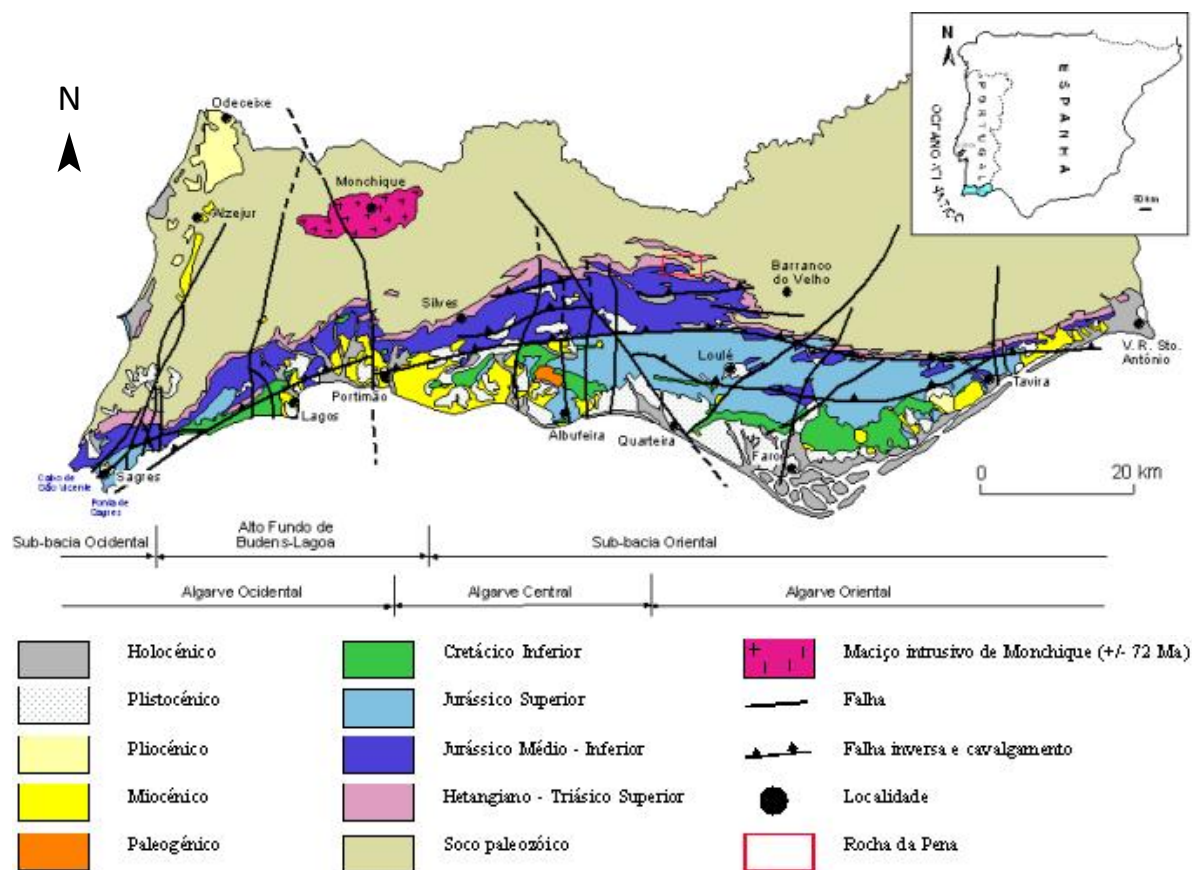 N
N
OCEANO ATLÂNTICO
PORTUGAL
ESPANHA
50 km
Odeceixe
Monchique
Aljezur
Barranco
do Velho
Silves
Loulé
V. R. Sto.
António
Tavira
Portimão
Lagos
Albufeira
Quarteira
Faro
Sagres
Cabo de
São Vicente
Ponta de
Sagres
0 20 km
Sub-bacia Ocidental
Alto Fundo de
Budens-Lagoa
Sub-bacia Oriental
Algarve Ocidental
Algarve Central
Algarve Oriental
Holocénico
Cretácico Inferior
Maciço intrusivo de Monchique (+/- 72 Ma)
Plistocénico
Jurássico Superior
Falha
Pliocénico
Jurássico Médio - Inferior
Falha inversa e cavalgamento
Miocénico
Hetangiano - Triásico Superior
Localidade
Paleogénico
Soco paleozóico
Rocha da Pena